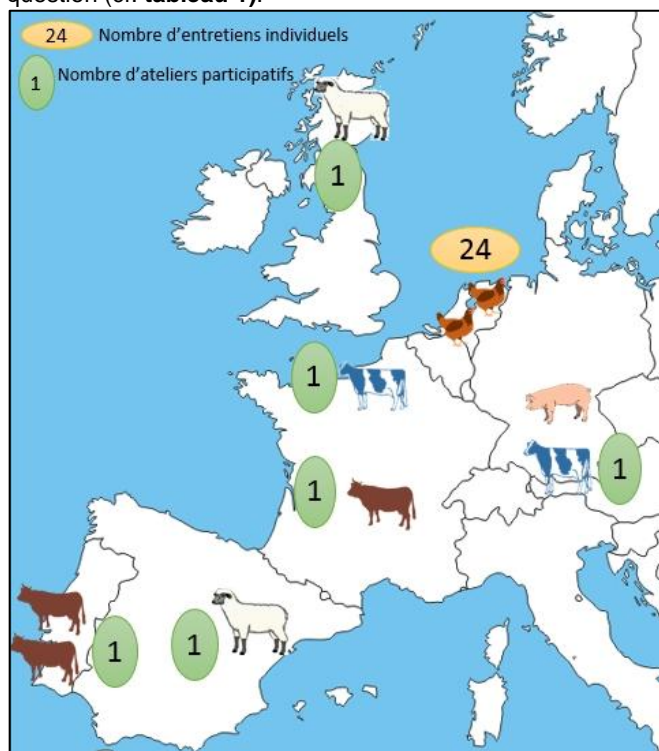 question (cf. tableau 1).
24 Nombre d'entretiens individuels
1 Nombre d'ateliers participatifs
1
24
1
1
1
1
1